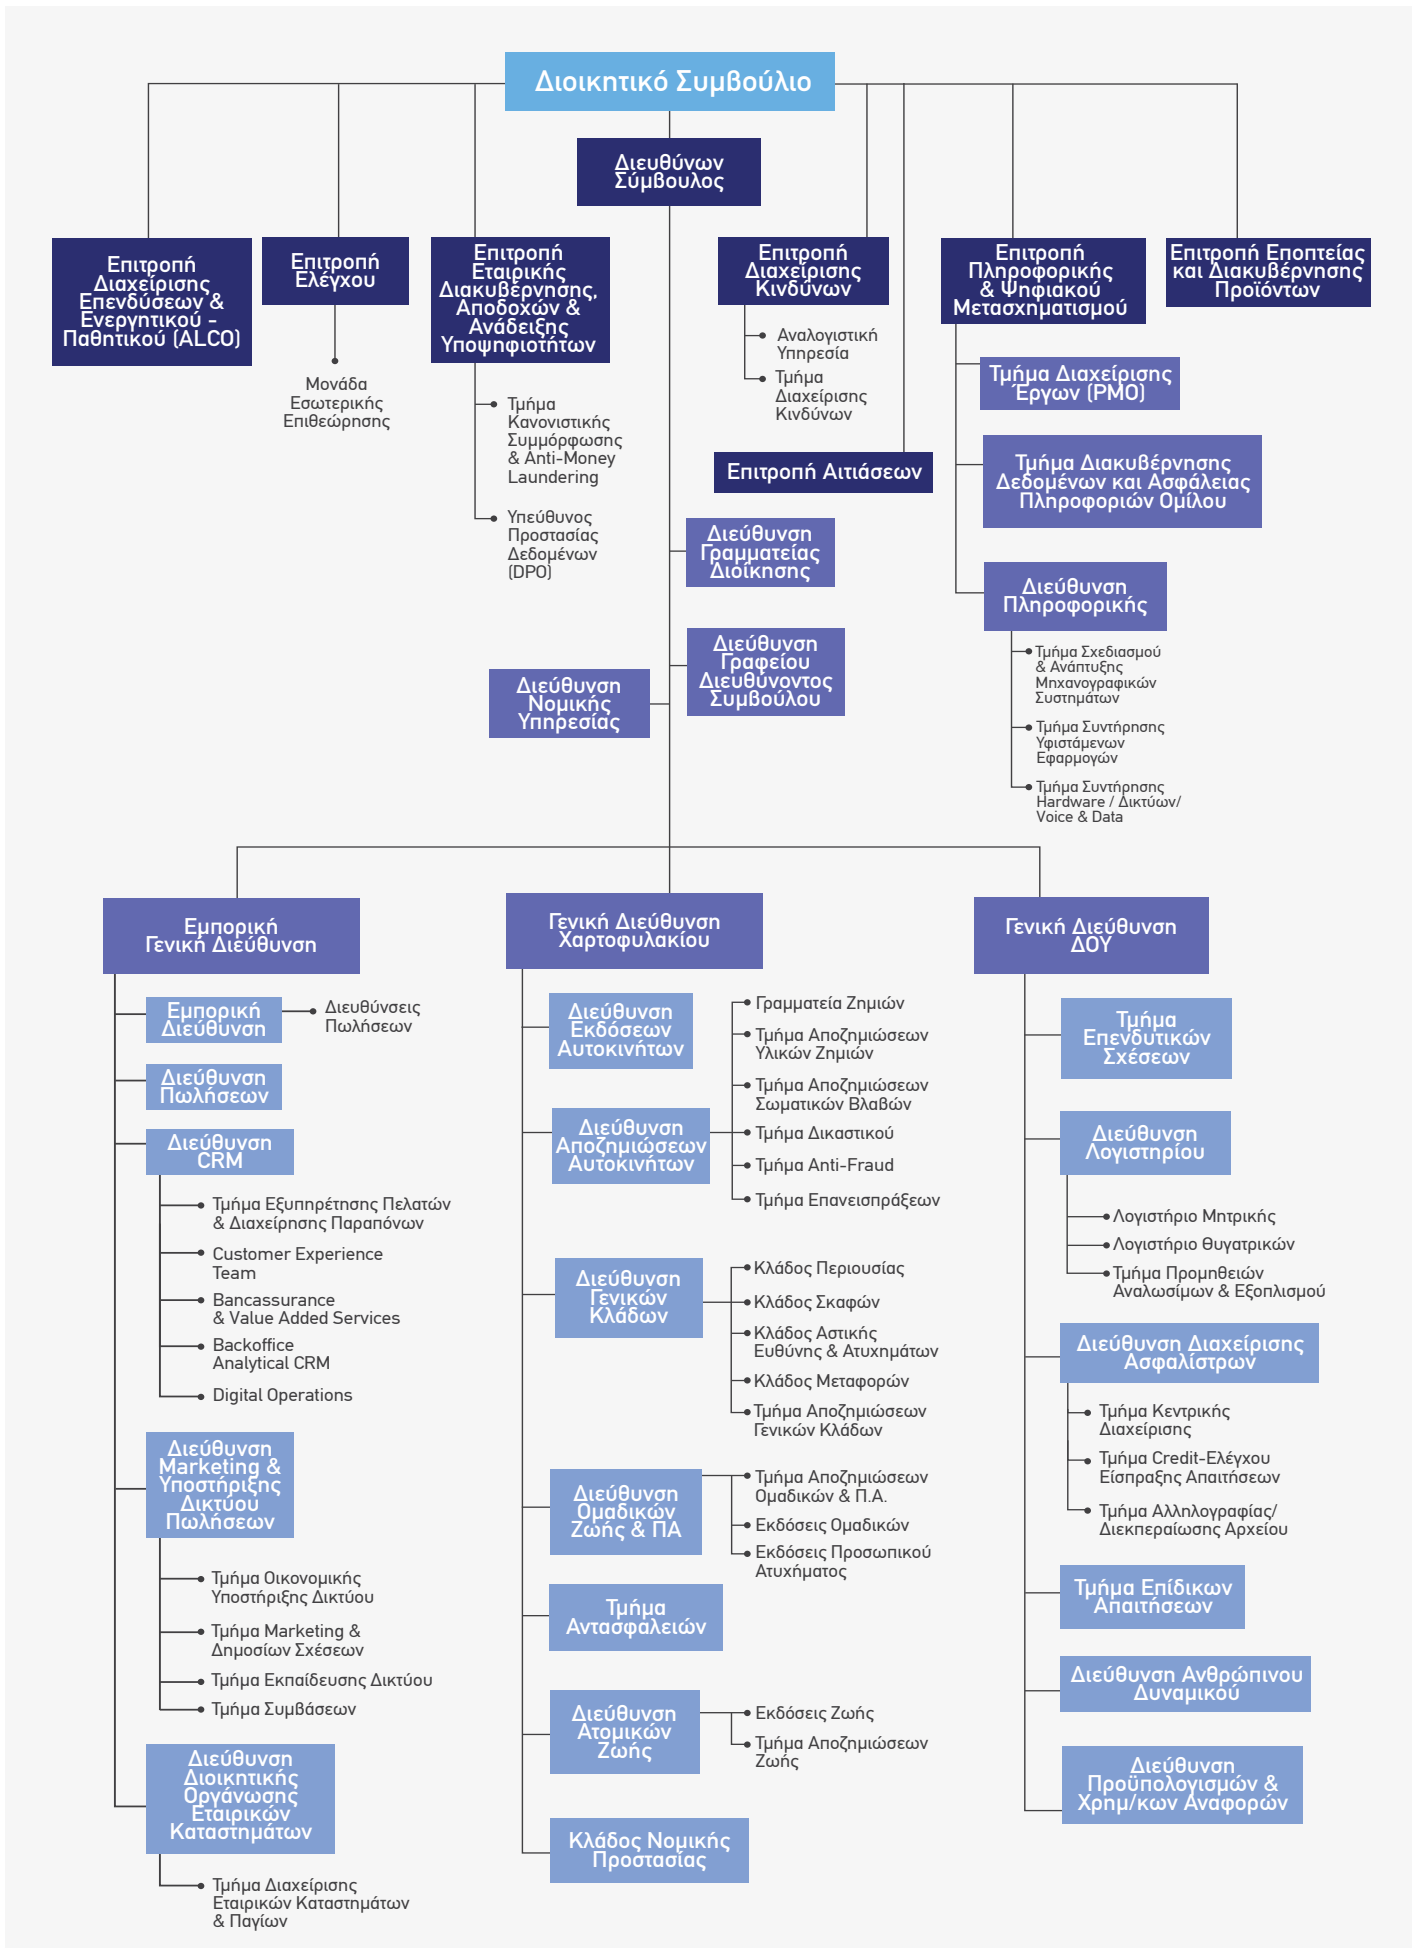 Διοικητικό Συμβούλιο
Διευθύνων
Σύμβουλος
Επιτροπή
Διαχείρισης
Επενδύσεων &
Ενεργητικού -
Παθητικού (ALCO)
Επιτροπή
Ελέγχου
Μονάδα
Εσωτερικής
Επιθεώρησης
Επιτροπή
Εταιρικής
Διακυβέρνησης,
Αποδοχών &
Ανάδειξης
Υποψηφιοτήτων
Τμήμα
Κανονιστικής
Συμμόρφωσης
& Anti-Money
Laundering
Υπεύθυνος
Προστασίας
Δεδομένων
(DPO)
Επιτροπή
Διαχείρισης
Κινδύνων
Αναλογιστική
Υπηρεσία
Τμήμα
Διαχείρισης
Κινδύνων
Επιτροπή Αιτιάσεων
Επιτροπή
Πληροφορικής
& Ψηφιακού
Μετασχηματισμού
Τμήμα Διαχείρισης
Έργων (PMO)
Τμήμα Διακυβέρνησης
Δεδομένων και Ασφάλειας
Πληροφοριών Ομίλου
Διεύθυνση
Πληροφορικής
Τμήμα Σχεδιασμού
& Ανάπτυξης
Μηχανογραφικών
Συστημάτων
Τμήμα Συντήρησης
Υφιστάμενων
Εφαρμογών
Τμήμα Συντήρησης
Hardware / Δικτύων/
Voice & Data
Επιτροπή Εποπτείας
και Διακυβέρνησης
Προϊόντων
Διεύθυνση
Γραμματείας
Διοίκησης
Διεύθυνση
Γραφείου
Διευθύνοντος
Συμβούλου
Διεύθυνση
Νομικής
Υπηρεσίας
Εμπορική
Γενική Διεύθυνση
Εμπορική
Διεύθυνση
Διευθύνσεις
Πωλήσεων
Διεύθυνση
Πωλήσεων
Διεύθυνση
CRM
Τμήμα Εξυπηρέτησης Πελατών
& Διαχείρησης Παραπόνων
Customer Experience
Team
Bancassurance
& Value Added Services
Backoffice
Analytical CRM
Digital Operations
Διεύθυνση
Marketing &
Υποστήριξης
Δικτύου
Πωλήσεων
Τμήμα Οικονομικής
Υποστήριξης Δικτύου
Τμήμα Marketing &
Δημοσίων Σχέσεων
Τμήμα Εκπαίδευσης Δικτύου
Τμήμα Συμβάσεων
Διεύθυνση
Διοικητικής
Οργάνωσης
Εταιρικών
Καταστημάτων
Τμήμα Διαχείρισης
Εταιρικών Καταστημάτων
& Παγίων
Γενική Διεύθυνση
Χαρτοφυλακίου
Διεύθυνση
Εκδόσεων
Αυτοκινήτων
Διεύθυνση
Αποζημιώσεων
Αυτοκινήτων
Γραμματεία Ζημιών
Τμήμα Αποζημιώσεων
Υλικών Ζημιών
Τμήμα Αποζημιώσεων
Σωματικών Βλαβών
Τμήμα Δικαστικού
Τμήμα Anti-Fraud
Τμήμα Επανεισπράξεων
Διεύθυνση
Γενικών
Κλάδων
Κλάδος Περιουσίας
Κλάδος Σκαφών
Κλάδος Αστικής
Ευθύνης & Ατυχημάτων
Κλάδος Μεταφορών
Τμήμα Αποζημιώσεων
Γενικών Κλάδων
Διεύθυνση
Ομαδικών
Ζωής & ΠΑ
Τμήμα Αποζημιώσεων
Ομαδικών & Π.Α.
Εκδόσεις Ομαδικών
Εκδόσεις Προσωπικού
Ατυχήματος
Τμήμα
Αντασφαλειών
Διεύθυνση
Ατομικών
Ζωής
Εκδόσεις Ζωής
Τμήμα Αποζημιώσεων
Ζωής
Κλάδος Νομικής
Προστασίας
Γενική Διεύθυνση
ΔΟΥ
Τμήμα
Επενδυτικών
Σχέσεων
Διεύθυνση
Λογιστηρίου
Λογιστήριο Μητρικής
Λογιστήριο Θυγατρικών
Τμήμα Προμηθειών
Αναλωσίμων & Εξοπλισμού
Διεύθυνση Διαχείρισης
Ασφαλίστρων
Τμήμα Κεντρικής
Διαχείρισης
Τμήμα Credit-Ελέγχου
Είσπραξης Απαιτήσεων
Τμήμα Αλληλογραφίας/
Διεκπεραίωσης Αρχείου
Τμήμα Επίδικων
Απαιτήσεων
Διεύθυνση Ανθρώπινου
Δυναμικού
Διεύθυνση
Προϋπολογισμών &
Χρημ/κων Αναφορών